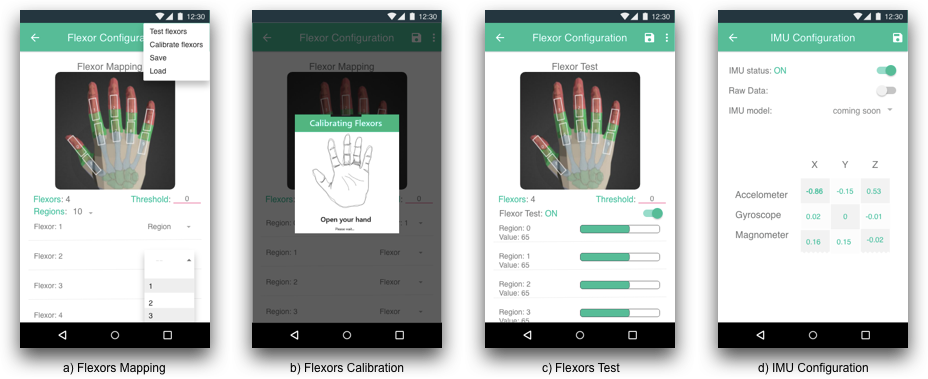 12:30
Flexor Configura
Test flexors
Calibrate flexors
Save
Load
Flexor Mapping
Flexors: 4
Threshold: 0
Regions: 10
Flexor: 1 Region
Flexor: 2
Flexor: 3
Flexor: 4
1
2
3
a) Flexors Mapping
12:30
Flexor Configuration
Flexor Mapping
Calibrating Flexors
Open your hand
Please wait...
Flexors: 4
Threshold: 0
Region: 1 Flexor
Region: 2 Flexor
Region: 3 Flexor
b) Flexors Calibration
12:30
Flexor Configuration
Flexor Test
Flexors: 4
Threshold: 0
Flexor Test: ON
Region: 0
Value: 65
Region: 1
Value: 65
Region: 2
Value: 65
Region: 3
Value: 65
c) Flexors Test
12:30
IMU Configuration
IMU status: ON
Raw Data:
IMU model: coming soon
X Y Z
Accelometer -0.86 -0.15 0.53
Gyroscope 0.02 0 -0.01
Magnometer 0.16 0.15 -0.02
d) IMU Configuration